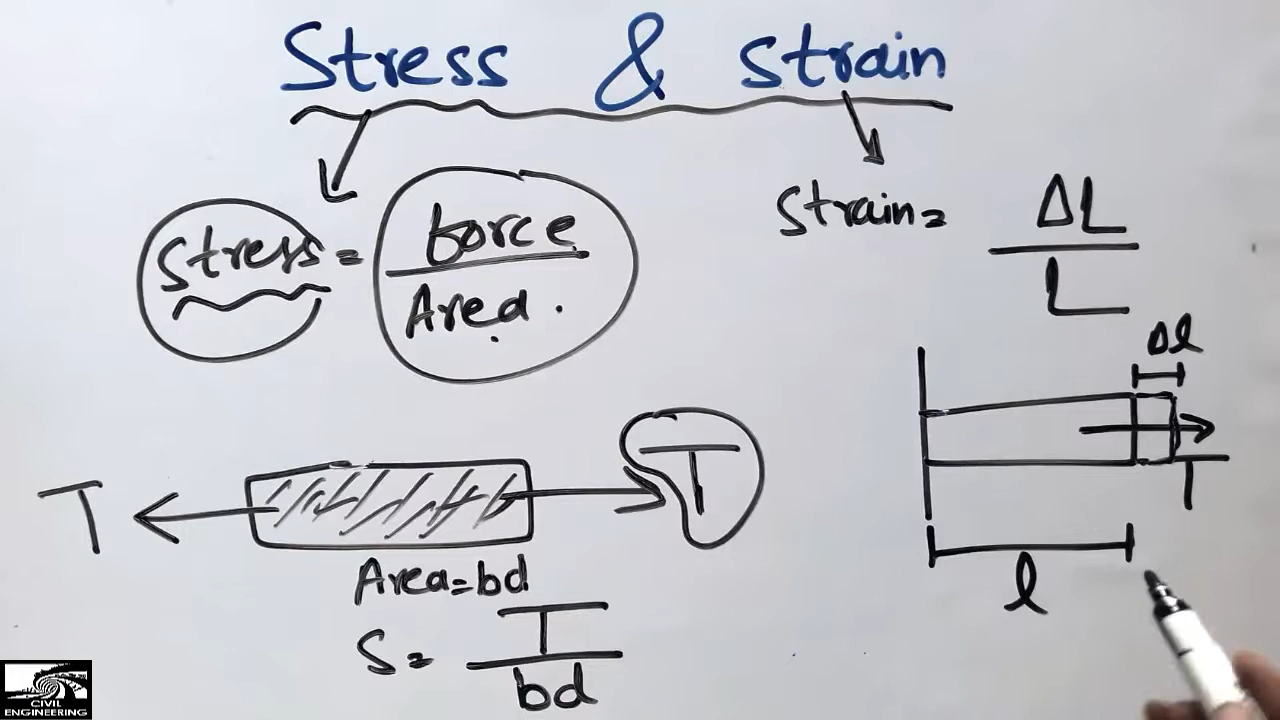 Stress & Strain
Stress = force / Area.
Strain = ΔL / L
Δl
T
T
T
l
Area = bd
S = T / bd
CIVIL
ENGINEERING